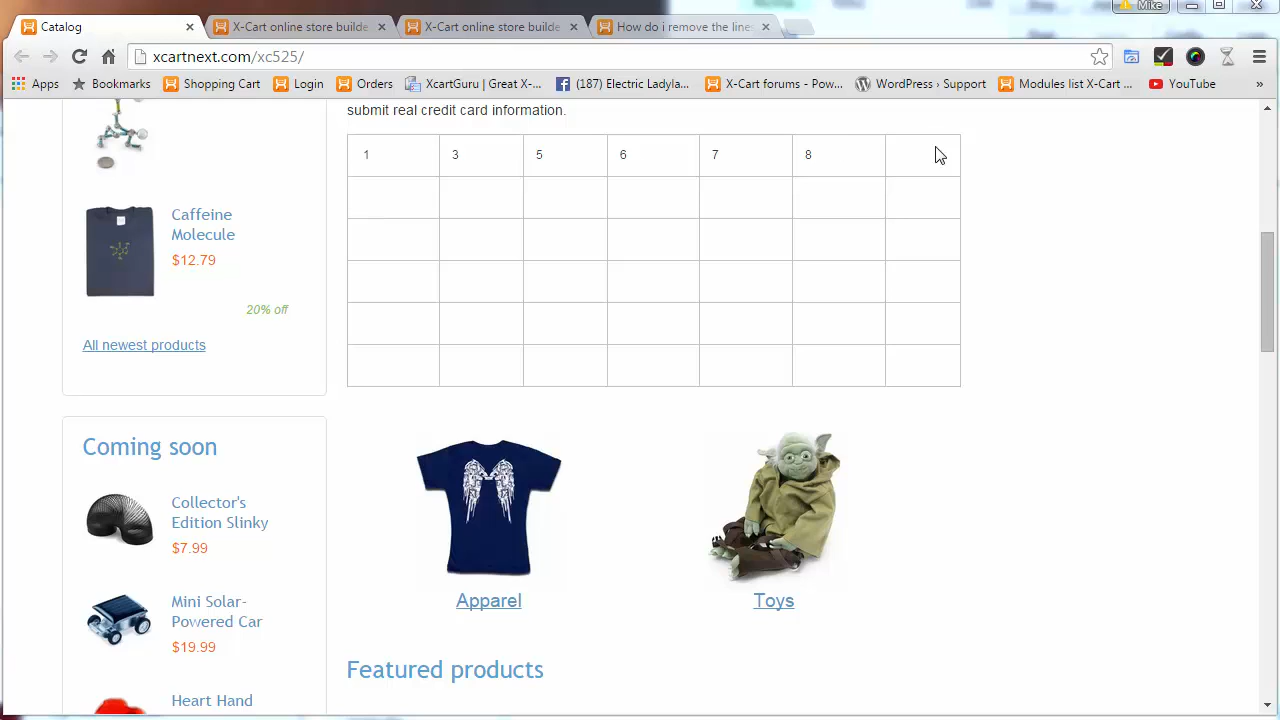 Mike
Catalog
X-Cart online store builde
X-Cart online store builde
How do i remove the lines
xcartnext.com/xc525/
Apps
Bookmarks
Shopping Cart
Login
Orders
XcartGuru | Great X-...
(187) Electric Ladyla...
X-Cart forums - Pow...
WordPress › Support
Modules list X-Cart ...
YouTube
»
submit real credit card information.
1 3 5 6 7 8
Caffeine
Molecule
$12.79
20% off
All newest products
Coming soon
Collector's
Edition Slinky
$7.99
Mini Solar-
Powered Car
$19.99
Heart Hand
Apparel
Toys
Featured products